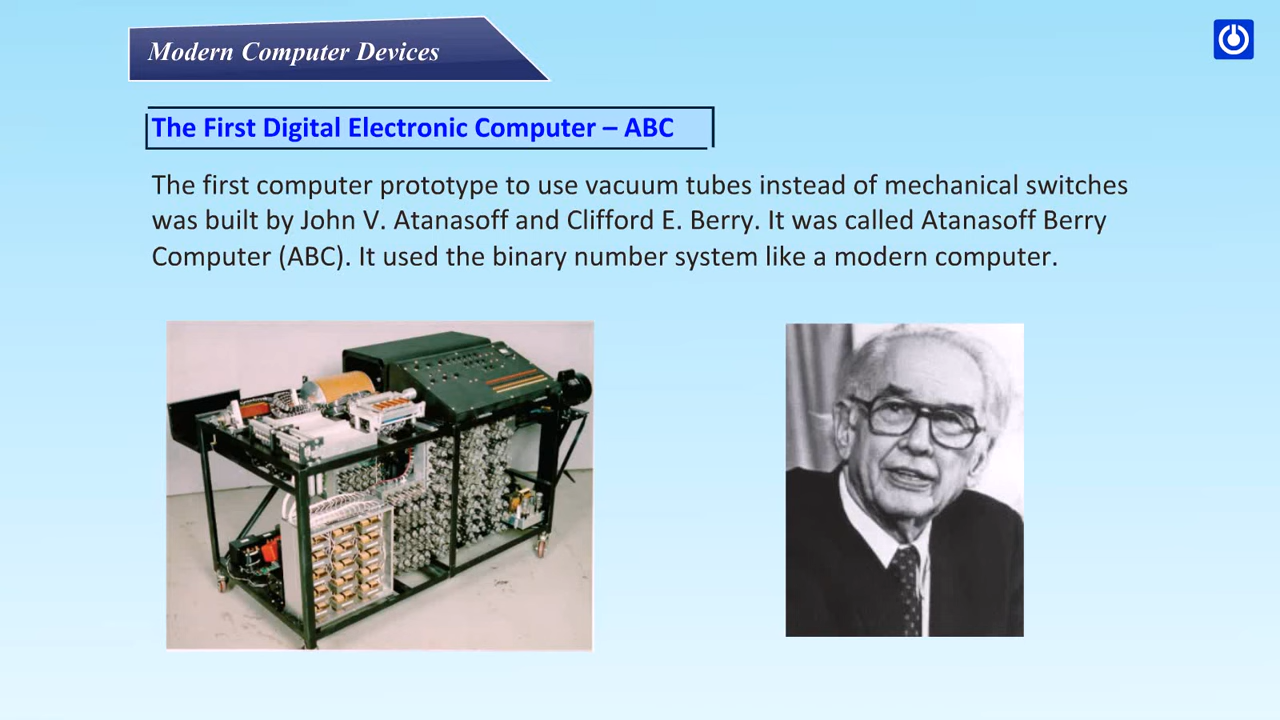 Modern Computer Devices
The First Digital Electronic Computer – ABC
The first computer prototype to use vacuum tubes instead of mechanical switches
was built by John V. Atanasoff and Clifford E. Berry. It was called Atanasoff Berry
Computer (ABC). It used the binary number system like a modern computer.